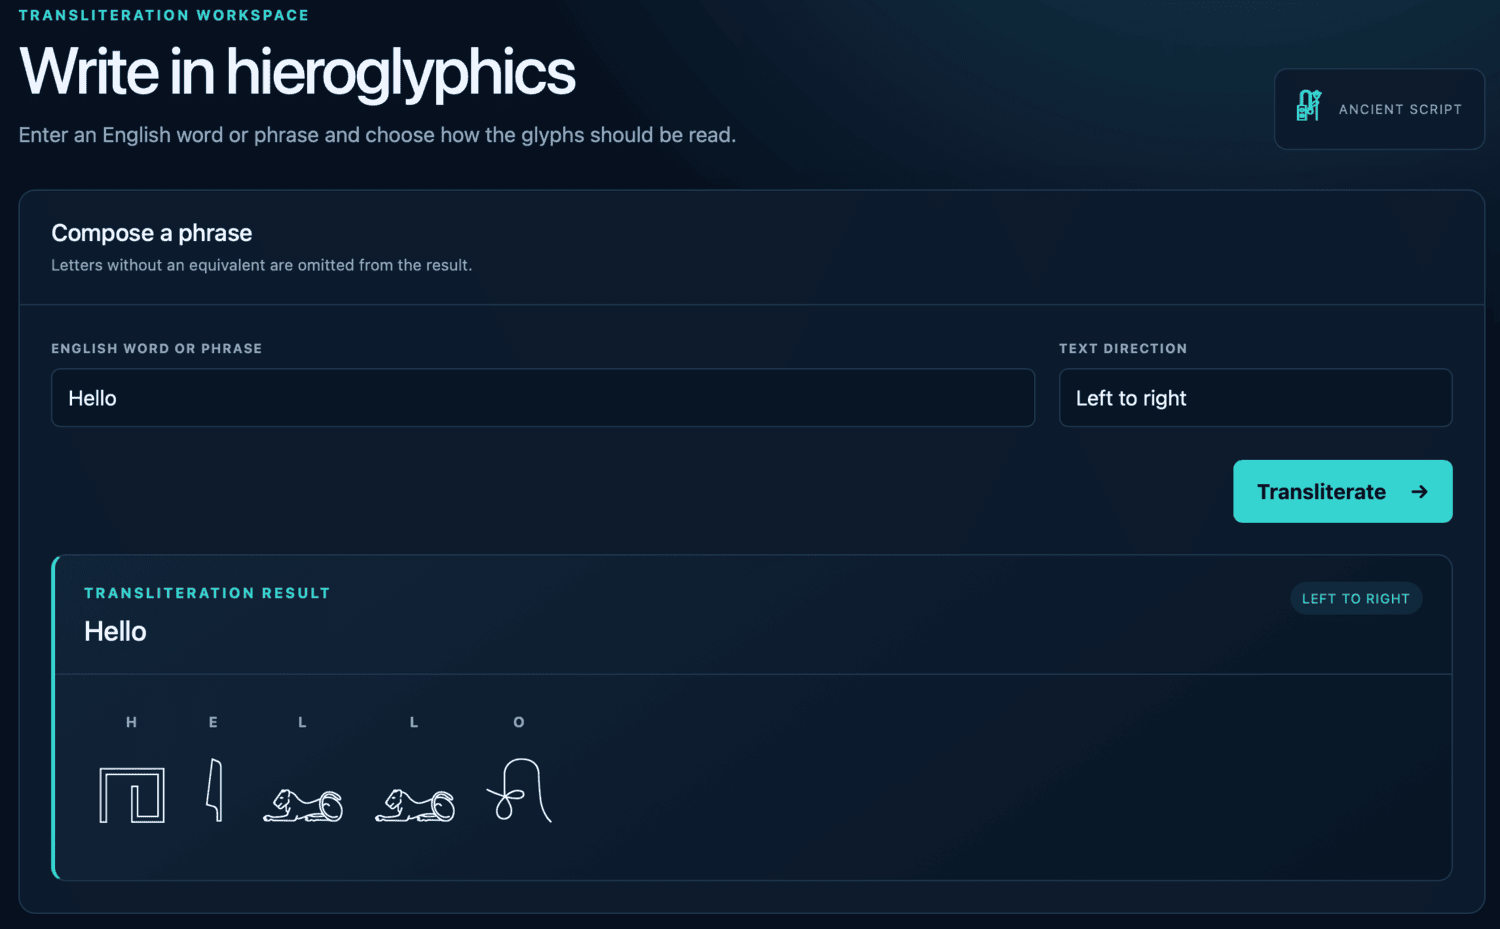 TRANSLITERATION WORKSPACE
Write in hieroglyphics
Enter an English word or phrase and choose how the glyphs should be read.
ANCIENT SCRIPT
Compose a phrase
Letters without an equivalent are omitted from the result.
ENGLISH WORD OR PHRASE
Hello
TEXT DIRECTION
Left to right
Transliterate →
TRANSLITERATION RESULT
LEFT TO RIGHT
Hello
H E L L O
𓉔 𓇋 𓃭 𓃭 𓍯